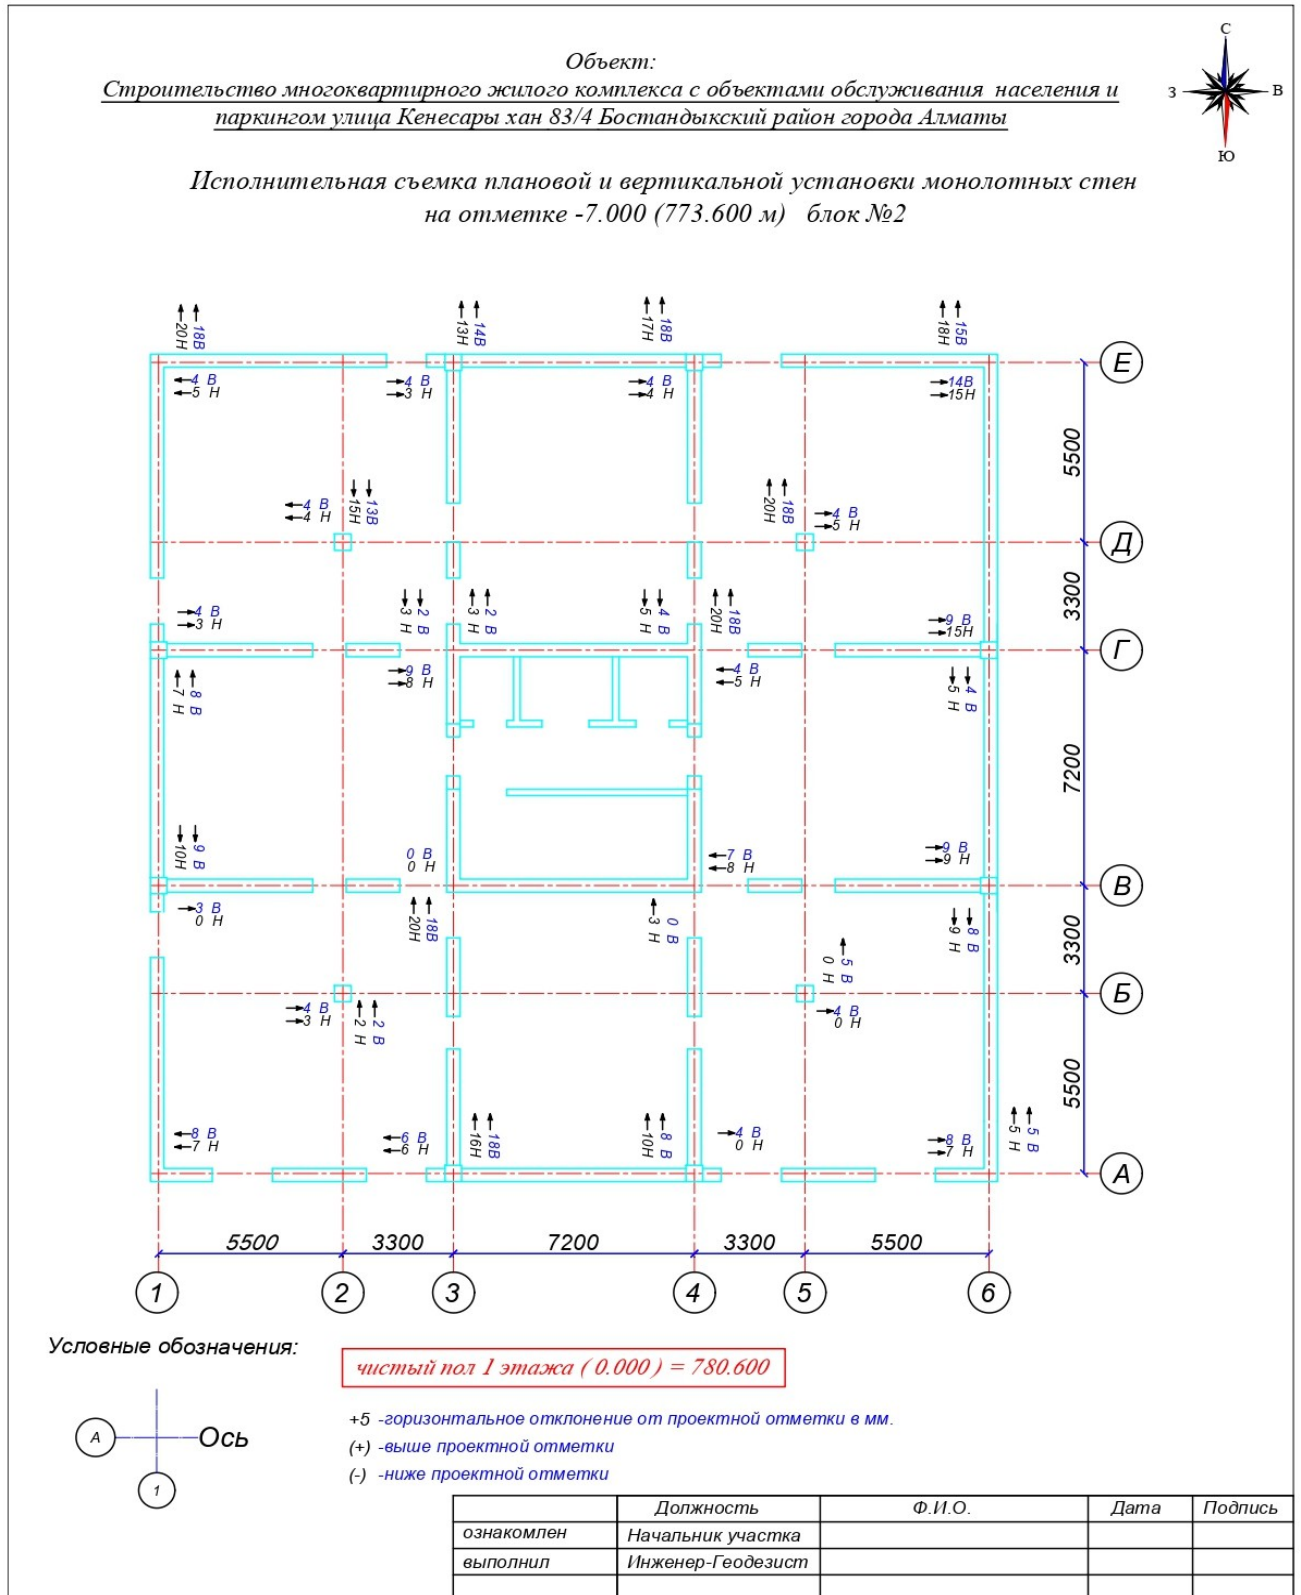 С
Объект:
Строительство многоквартирного жилого комплекса с объектами обслуживания населения и
паркингом улица Кенесары хан 83/4 Бостандыкский район города Алматы
З
В
Ю
Исполнительная съемка плановой и вертикальной установки монолотных стен
на отметке -7.000 (773.600 м) блок №2
20Н 18В
13Н 14В
17Н 18В
18Н 15В
Е
4 В
5 Н
4 В
3 Н
4 В
4 Н
14В
15Н
5500
4 В
4 Н
15Н 13В
20Н 18В
4 В
5 Н
Д
4 В
3 Н
3 Н 2 В
3 Н 2 В
5 Н 4 В
20Н 18В
9 В
15Н
3300
Г
7 Н 8 В
9 В
8 Н
4 В
5 Н
5 Н 4 В
7200
10Н 9 В
0 В
0 Н
7 В
8 Н
9 В
9 Н
В
3 В
0 Н
20Н 18В
3 Н 0 В
0 Н 5 В
9 Н 8 В
3300
4 В
3 Н
2 Н 2 В
4 В
0 Н
Б
5500
8 В
7 Н
6 В
6 Н
16Н 18В
10Н 8 В
4 В
0 Н
8 В
7 Н
5 Н 5 В
А
5500 3300 7200 3300 5500
1 2 3 4 5 6
Условные обозначения:
чистый пол 1 этажа ( 0.000 ) = 780.600
А
Ось
1
+5 -горизонтальное отклонение от проектной отметки в мм.
(+) -выше проектной отметки
(-) -ниже проектной отметки
Должность Ф.И.О. Дата Подпись
ознакомлен Начальник участка
выполнил Инженер-Геодезист